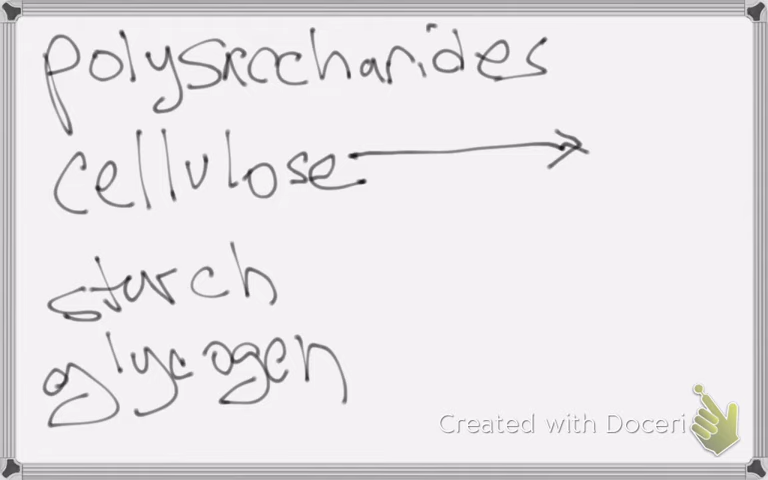 polysaccharides
cellulose
starch
glycogen
Created with Doceri